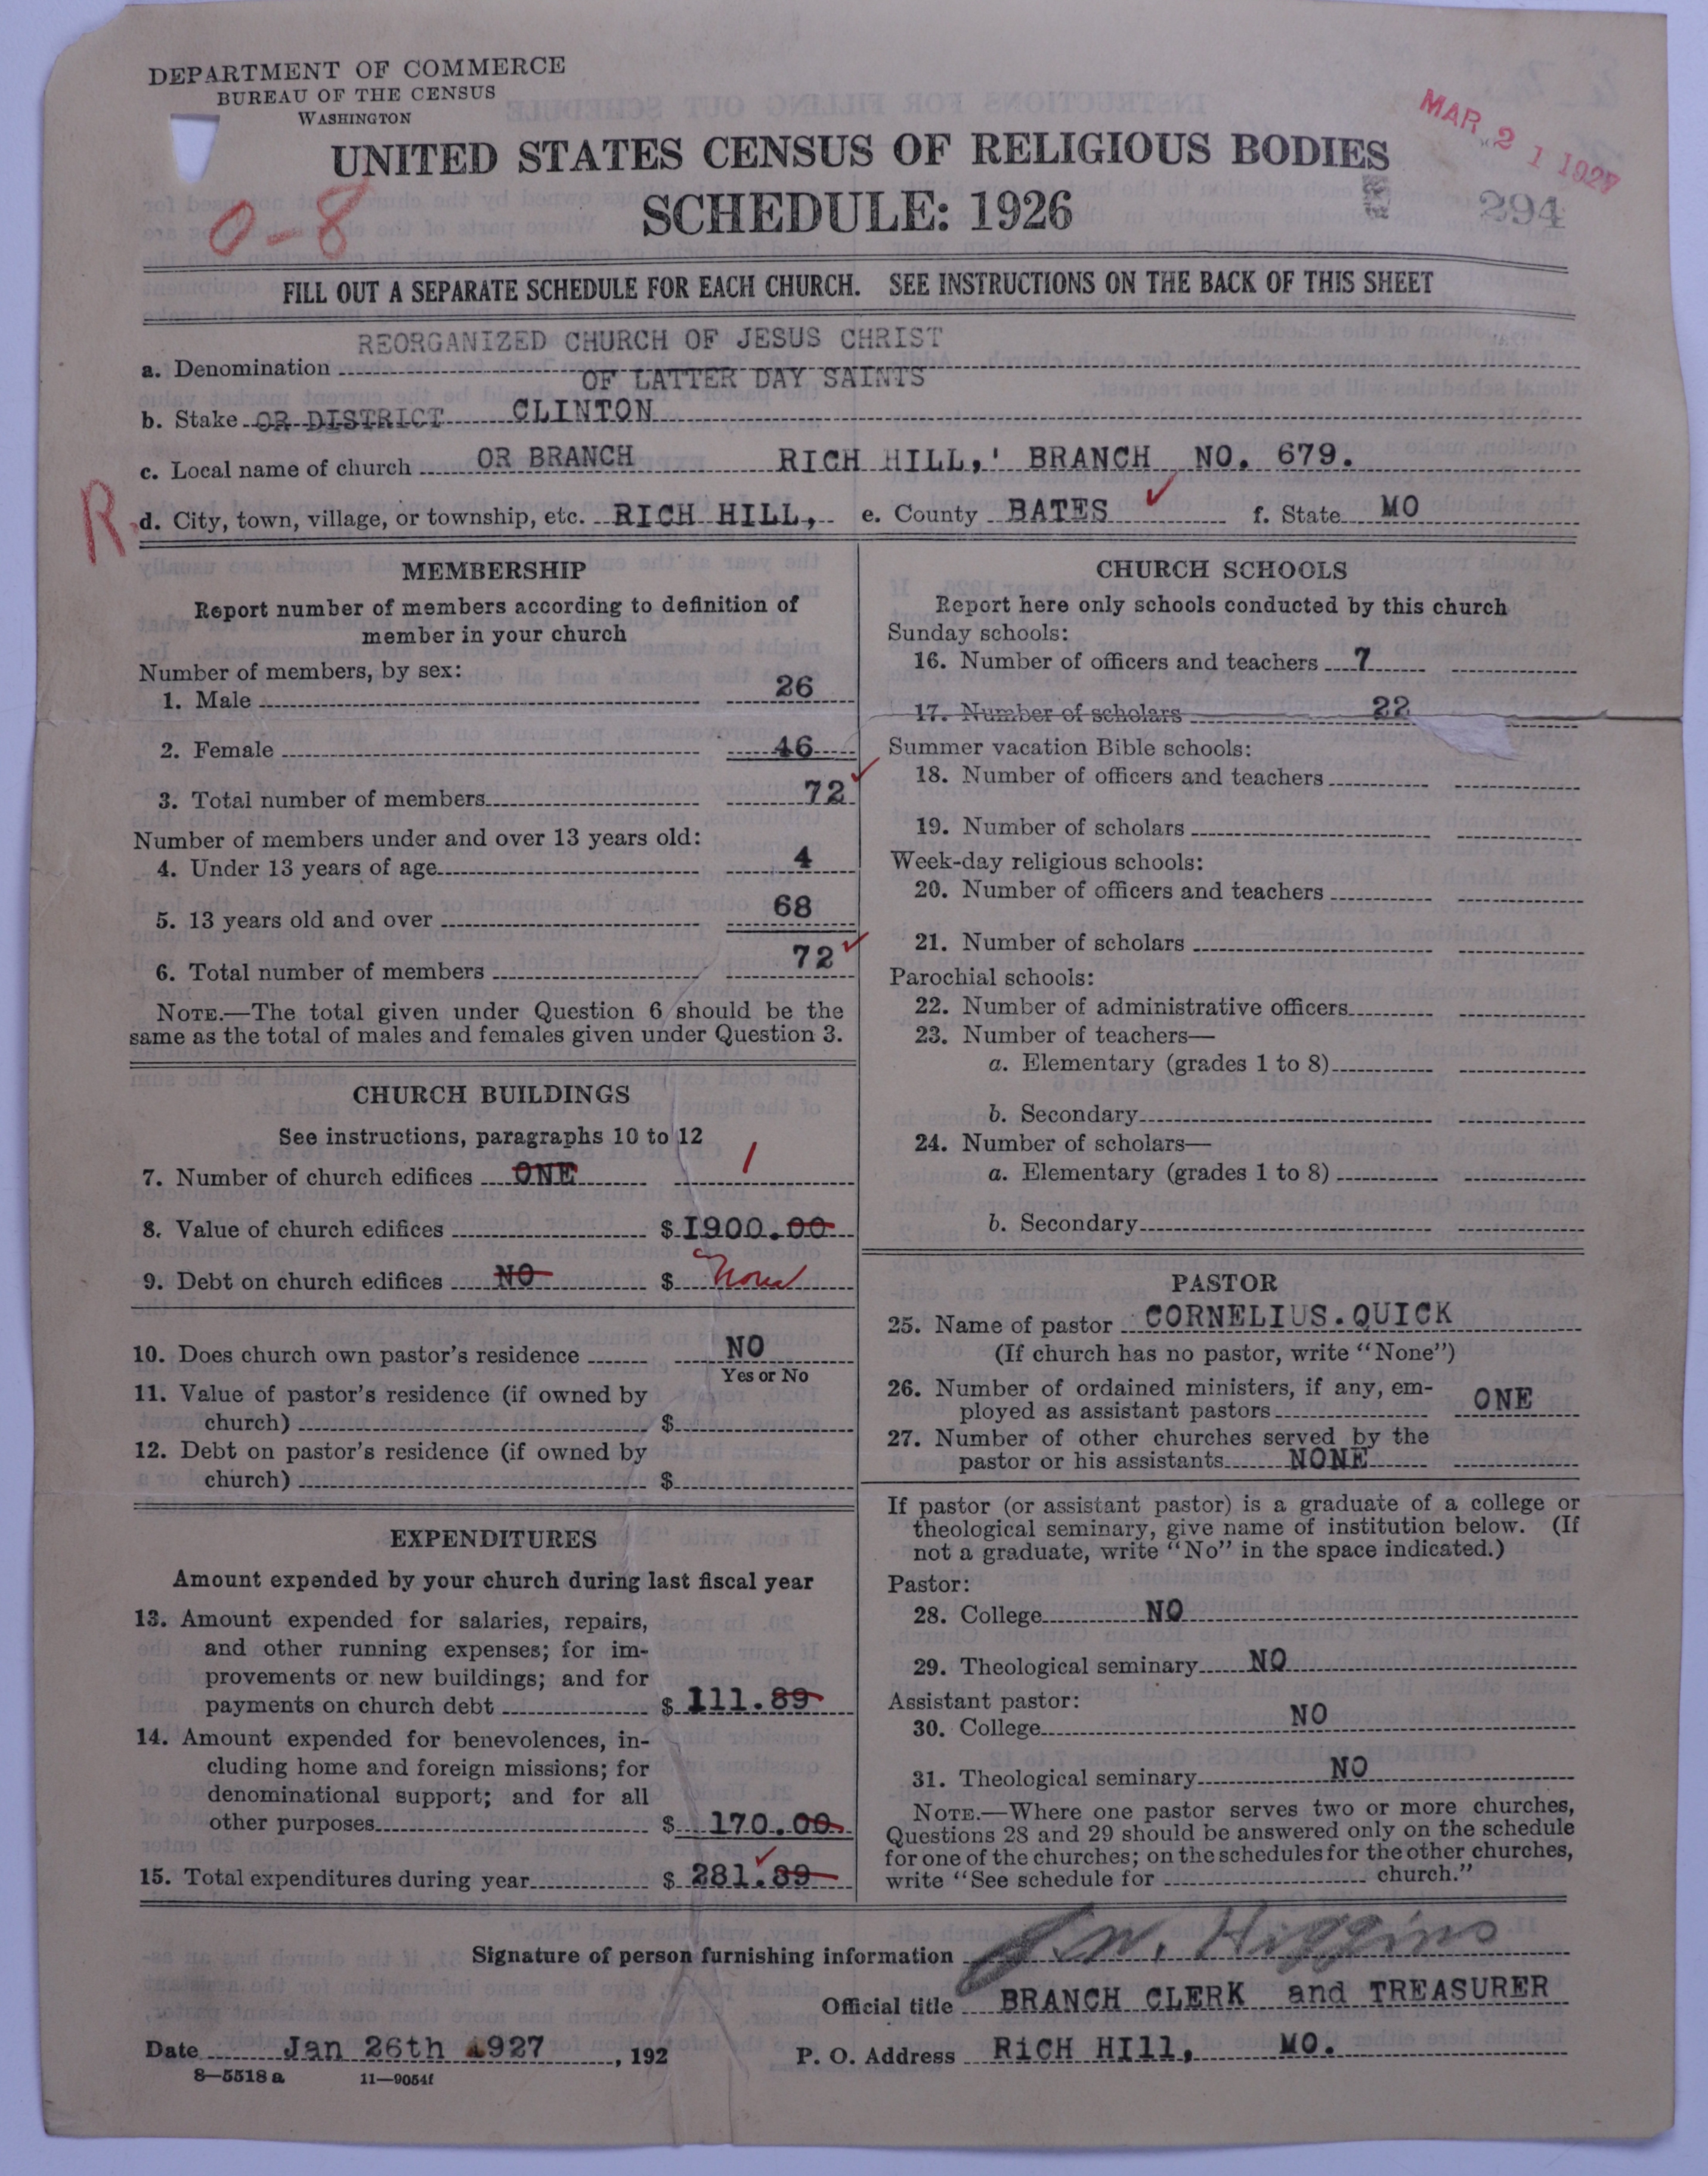 DEPARTMENT OF COMMERCE
BUREAU OF THE CENSUS
WASHINGTON
UNITED STATES CENSUS OF RELIGIOUS BODIES
SCHEDULE: 1926
MAR 21 1927
294
0-8
FILL OUT A SEPARATE SCHEDULE FOR EACH CHURCH. SEE INSTRUCTIONS ON THE BACK OF THIS SHEET
REORGANIZED CHURCH OF JESUS CHRIST
a. Denomination
OF LATTER DAY SAINTS
b. Stake OR DISTRICT CLINTON
c. Local name of church OR BRANCH RICH HILL,' BRANCH NO. 679.
R
d. City, town, village, or township, etc. RICH HILL, e. County BATES ✓ f. State MO
MEMBERSHIP
Report number of members according to definition of
member in your church
Number of members, by sex:
1. Male 26
2. Female 46
3. Total number of members 72 ✓
Number of members under and over 13 years old:
4. Under 13 years of age 4
5. 13 years old and over 68
6. Total number of members 72 ✓
NOTE.—The total given under Question 6 should be the
same as the total of males and females given under Question 3.
CHURCH BUILDINGS
See instructions, paragraphs 10 to 12
7. Number of church edifices ONE 1
8. Value of church edifices $ 1900.00
9. Debt on church edifices NO $ None
10. Does church own pastor's residence NO
Yes or No
11. Value of pastor's residence (if owned by
church) $
12. Debt on pastor's residence (if owned by
church) $
EXPENDITURES
Amount expended by your church during last fiscal year
13. Amount expended for salaries, repairs,
and other running expenses; for im-
provements or new buildings; and for
payments on church debt $ 111.89
14. Amount expended for benevolences, in-
cluding home and foreign missions; for
denominational support; and for all
other purposes $ 170.00
15. Total expenditures during year $ 281.89 ✓
CHURCH SCHOOLS
Report here only schools conducted by this church
Sunday schools:
16. Number of officers and teachers 7
17. Number of scholars 22
Summer vacation Bible schools:
18. Number of officers and teachers
19. Number of scholars
Week-day religious schools:
20. Number of officers and teachers
21. Number of scholars
Parochial schools:
22. Number of administrative officers
23. Number of teachers—
a. Elementary (grades 1 to 8)
b. Secondary
24. Number of scholars—
a. Elementary (grades 1 to 8)
b. Secondary
PASTOR
25. Name of pastor CORNELIUS.QUICK
(If church has no pastor, write "None")
26. Number of ordained ministers, if any, em-
ployed as assistant pastors ONE
27. Number of other churches served by the
pastor or his assistants NONE
If pastor (or assistant pastor) is a graduate of a college or
theological seminary, give name of institution below. (If
not a graduate, write "No" in the space indicated.)
Pastor:
28. College NO
29. Theological seminary NO
Assistant pastor:
30. College NO
31. Theological seminary NO
NOTE.—Where one pastor serves two or more churches,
Questions 28 and 29 should be answered only on the schedule
for one of the churches; on the schedules for the other churches,
write "See schedule for church."
Signature of person furnishing information J.W. Higgins
Official title BRANCH CLERK and TREASURER
Date Jan 26th 1927, 192
P. O. Address RiCH HIll, MO.
8—5518 a 11—9054f